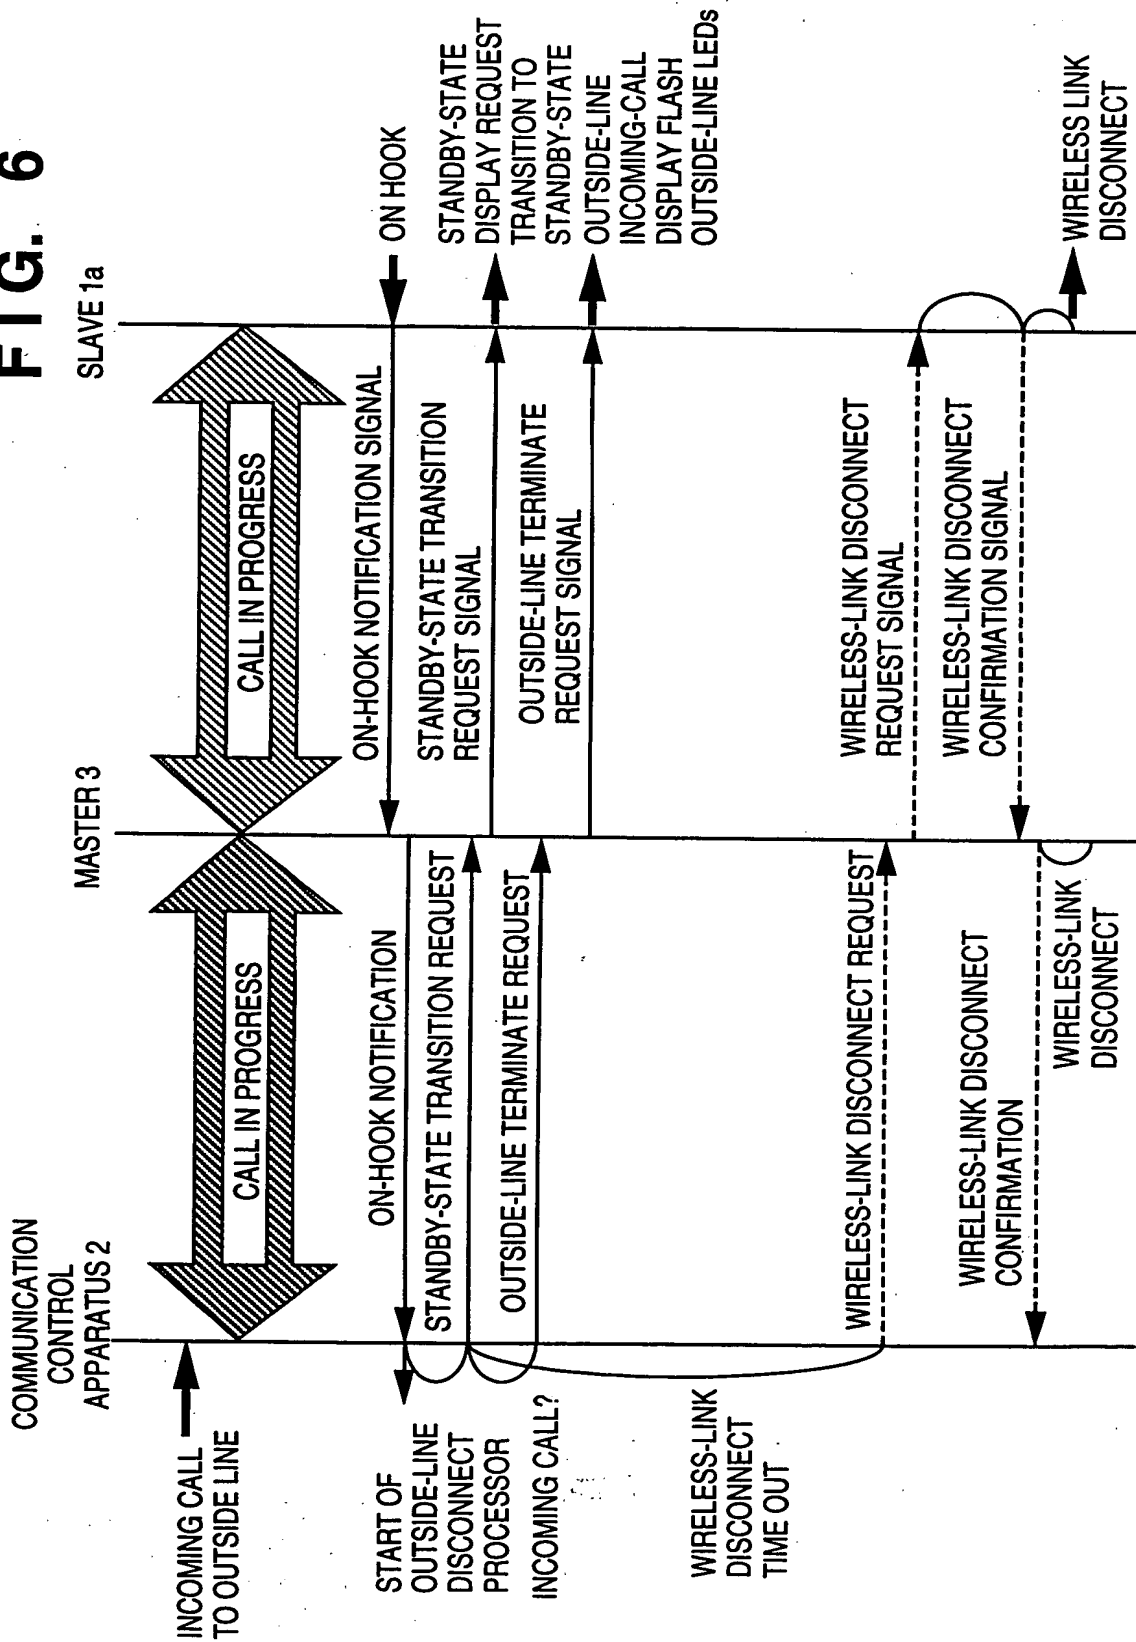 FIG. 6
COMMUNICATION
CONTROL
APPARATUS 2
MASTER 3
SLAVE 1a
INCOMING CALL
TO OUTSIDE LINE
CALL IN PROGRESS
CALL IN PROGRESS
ON-HOOK NOTIFICATION SIGNAL
ON HOOK
START OF
OUTSIDE-LINE
DISCONNECT
PROCESSOR
ON-HOOK NOTIFICATION
STANDBY-STATE TRANSITION REQUEST
STANDBY-STATE TRANSITION
REQUEST SIGNAL
STANDBY-STATE
DISPLAY REQUEST
TRANSITION TO
STANDBY-STATE
INCOMING CALL?
OUTSIDE-LINE TERMINATE REQUEST
OUTSIDE-LINE TERMINATE
REQUEST SIGNAL
OUTSIDE-LINE
INCOMING-CALL
DISPLAY FLASH
OUTSIDE-LINE LEDs
WIRELESS-LINK
DISCONNECT
TIME OUT
WIRELESS-LINK DISCONNECT REQUEST
WIRELESS-LINK DISCONNECT
REQUEST SIGNAL
WIRELESS-LINK DISCONNECT
CONFIRMATION SIGNAL
WIRELESS-LINK DISCONNECT
CONFIRMATION
WIRELESS-LINK
DISCONNECT
WIRELESS LINK
DISCONNECT